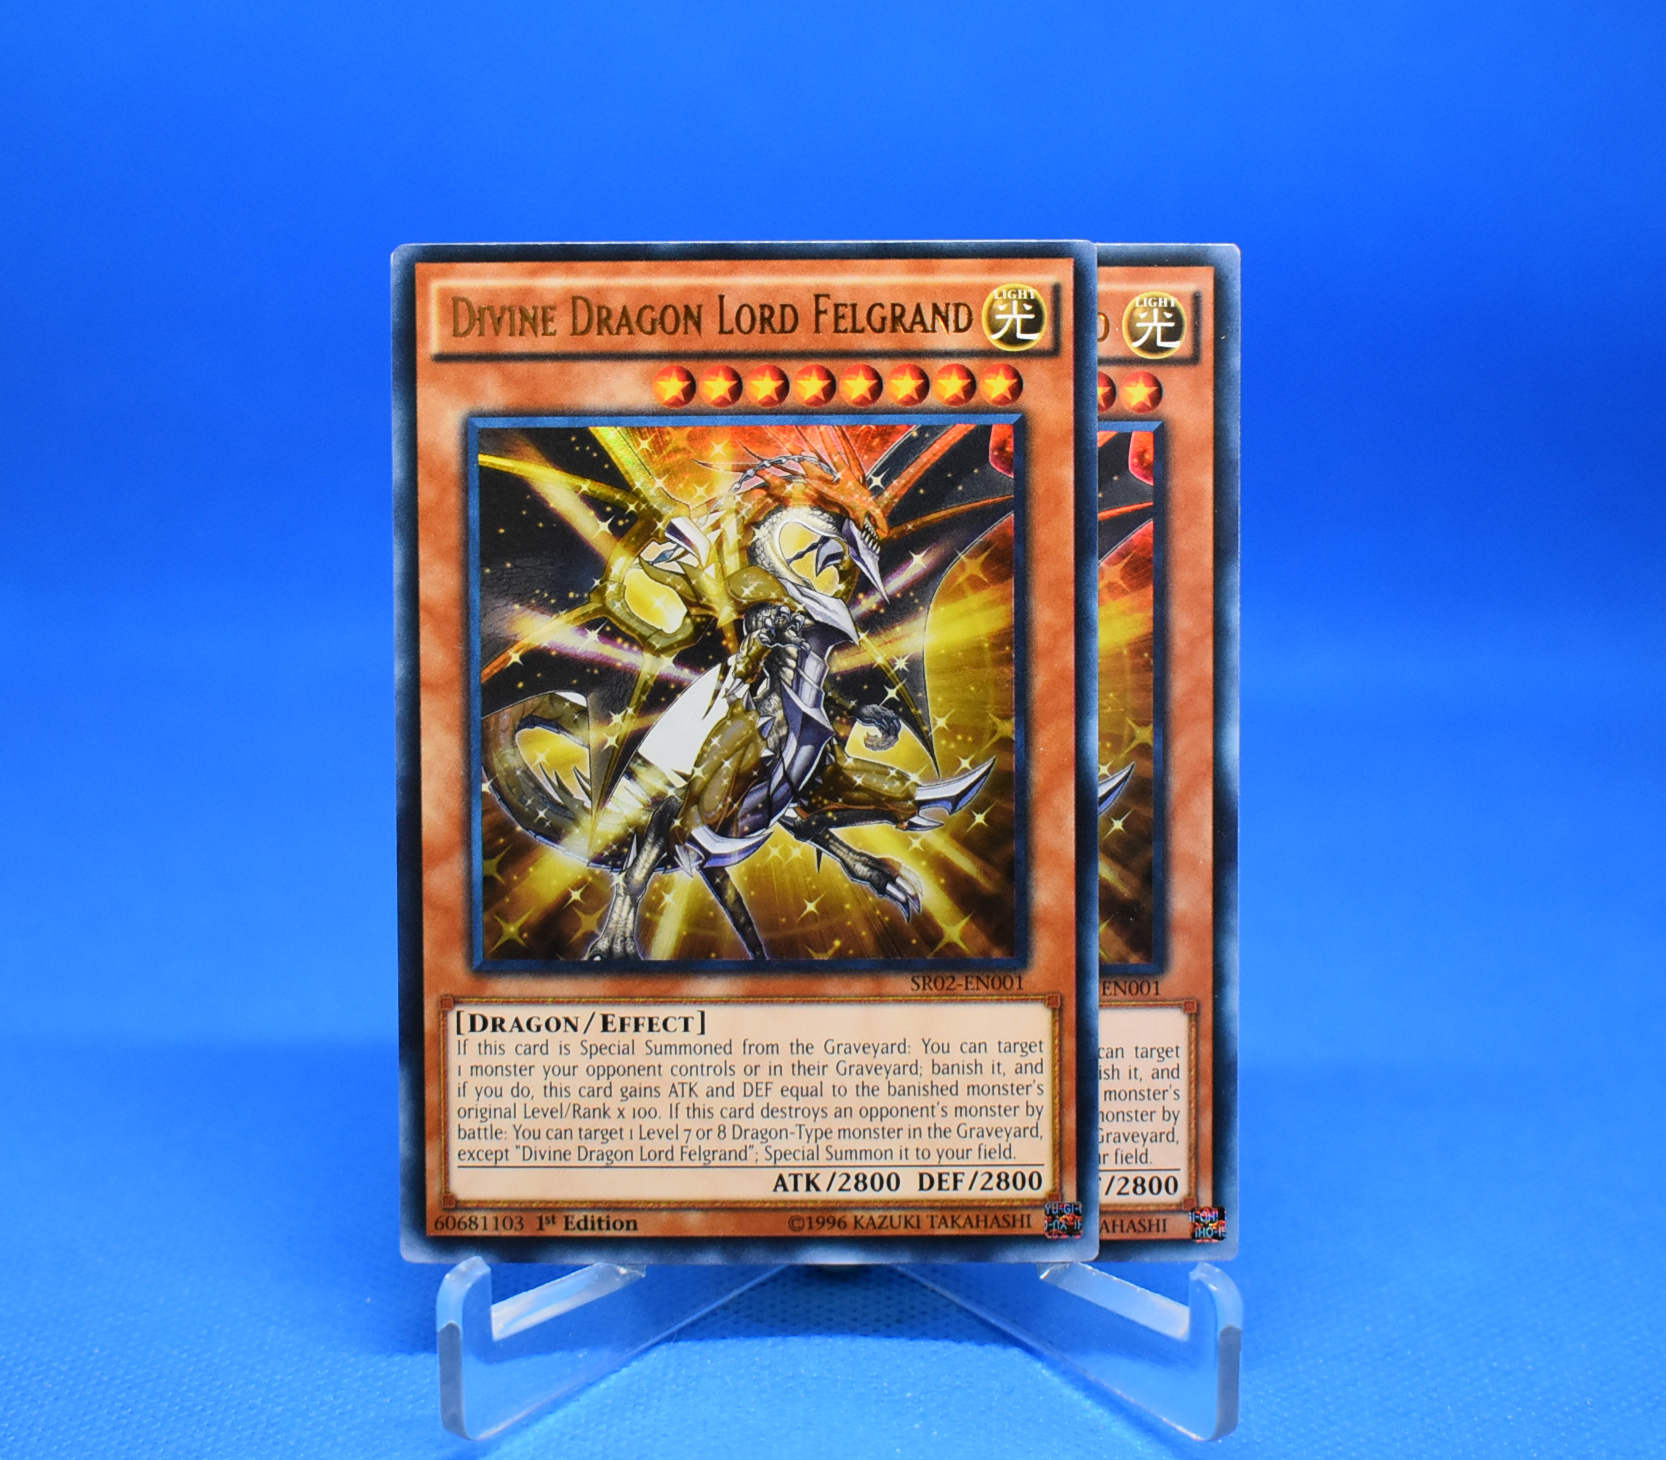 DIVINE DRAGON LORD FELGRAND
LIGHT
光
SR02-EN001
[DRAGON/EFFECT]
If this card is Special Summoned from the Graveyard: You can target
1 monster your opponent controls or in their Graveyard; banish it, and
if you do, this card gains ATK and DEF equal to the banished monster's
original Level/Rank x 100. If this card destroys an opponent's monster by
battle: You can target 1 Level 7 or 8 Dragon-Type monster in the Graveyard,
except "Divine Dragon Lord Felgrand"; Special Summon it to your field.
ATK/2800 DEF/2800
60681103 1st Edition
©1996 KAZUKI TAKAHASHI
D
LIGHT
光
EN001
can target
ish it, and
monster's
monster by
Graveyard,
r field.
/2800
AHASHI